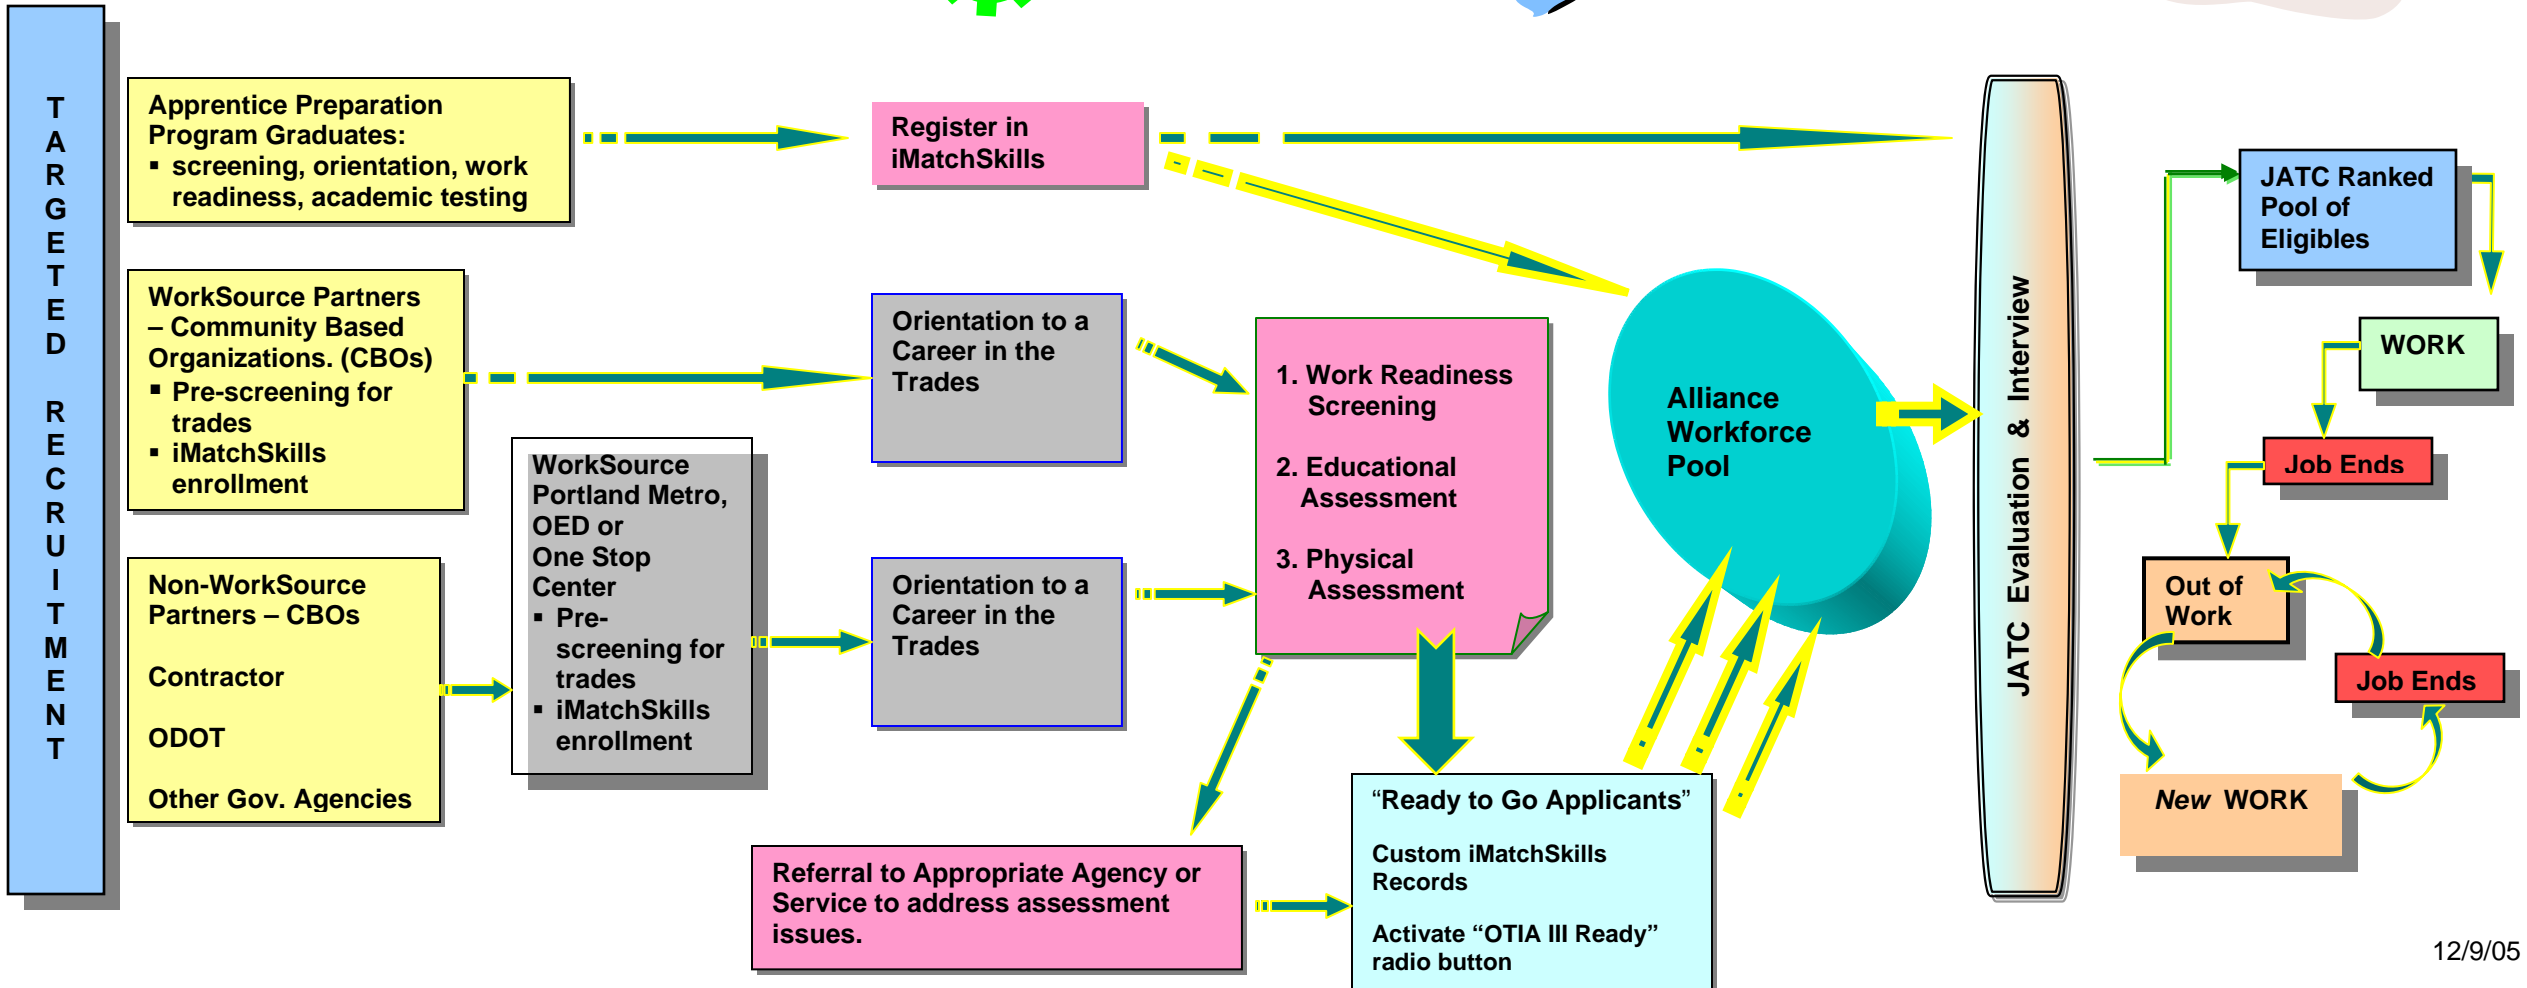 TARGETED RECRUITMENT
Apprentice Preparation
Program Graduates:
▪ screening, orientation, work
readiness, academic testing
Register in
iMatchSkills
WorkSource Partners
– Community Based
Organizations. (CBOs)
▪ Pre-screening for
trades
▪ iMatchSkills
enrollment
Orientation to a
Career in the
Trades
Non-WorkSource
Partners – CBOs
Contractor
ODOT
Other Gov. Agencies
WorkSource
Portland Metro,
OED or
One Stop
Center
▪ Pre-
screening for
trades
▪ iMatchSkills
enrollment
Orientation to a
Career in the
Trades
1. Work Readiness
Screening
2. Educational
Assessment
3. Physical
Assessment
Referral to Appropriate Agency or
Service to address assessment
issues.
“Ready to Go Applicants”
Custom iMatchSkills
Records
Activate “OTIA III Ready”
radio button
Alliance
Workforce
Pool
JATC Evaluation & Interview
JATC Ranked
Pool of
Eligibles
WORK
Job Ends
Out of
Work
Job Ends
New WORK
12/9/05